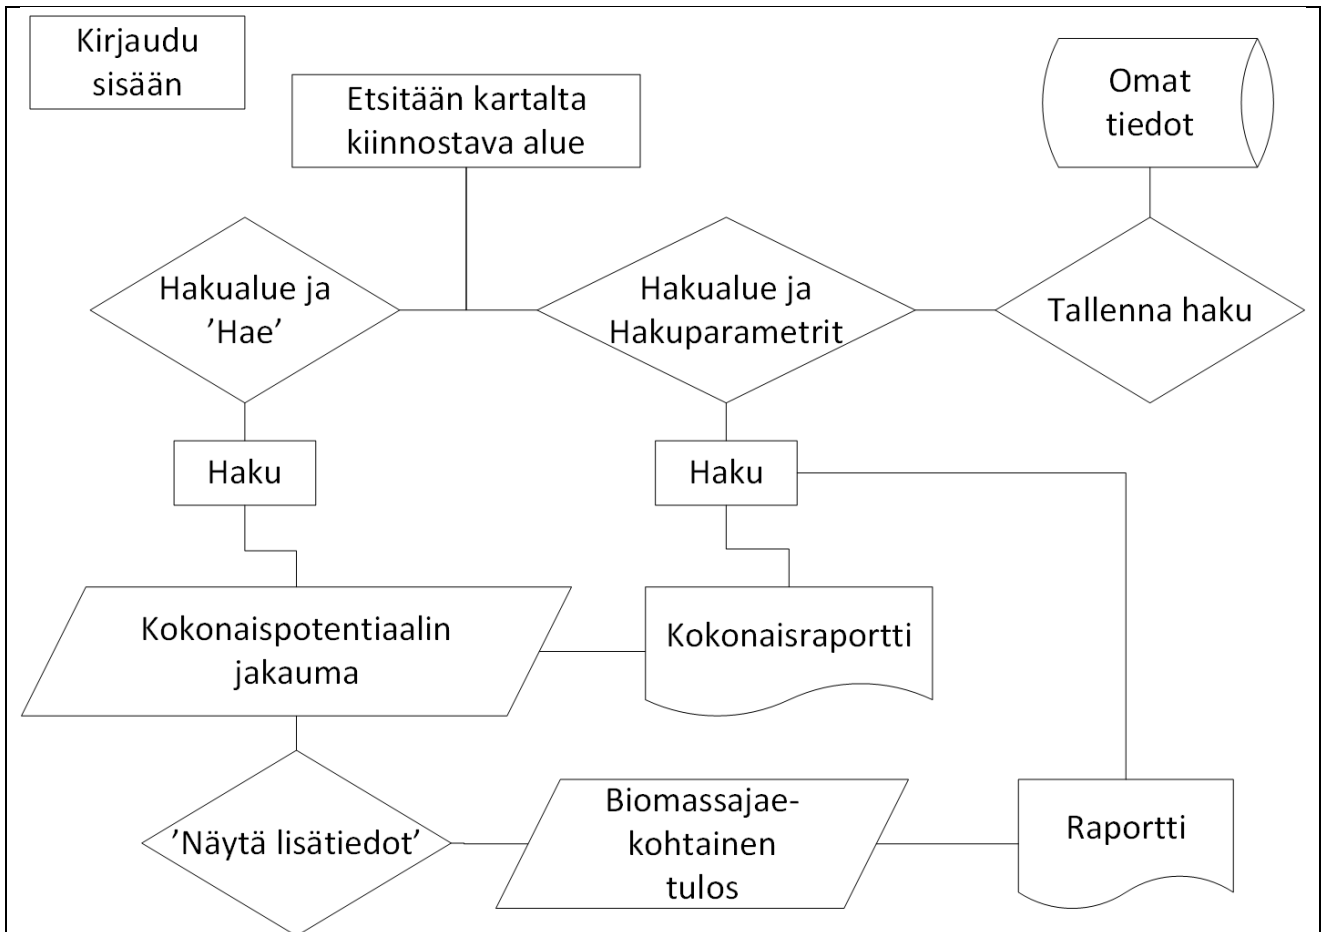 Kirjaudu
sisään
Etsitään kartalta
kiinnostava alue
Omat
tiedot
Hakualue ja
’Hae’
Hakualue ja
Hakuparametrit
Tallenna haku
Haku
Haku
Kokonaispotentiaalin
jakauma
Kokonaisraportti
’Näytä lisätiedot’
Biomassajae-
kohtainen
tulos
Raportti